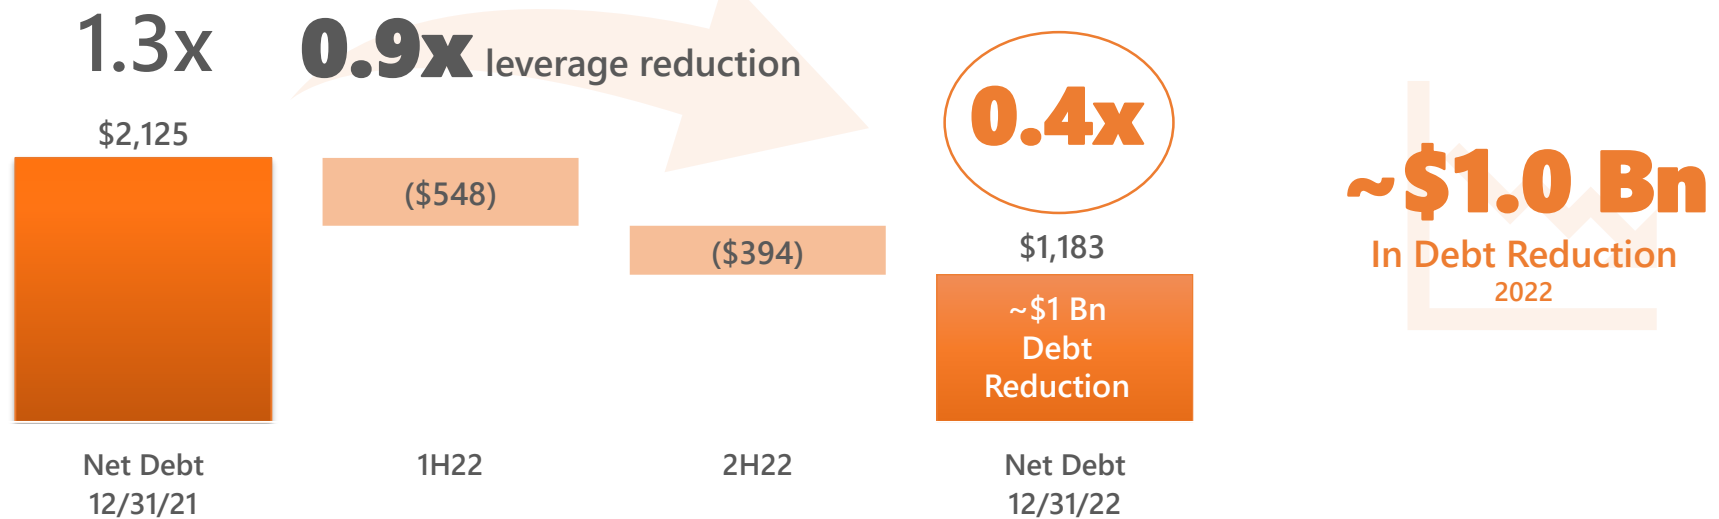 1.3x
0.9x leverage reduction
$2,125
($548)
($394)
0.4x
$1,183
~$1 Bn
Debt
Reduction
Net Debt
12/31/21
1H22
2H22
Net Debt
12/31/22
~$1.0 Bn
In Debt Reduction
2022